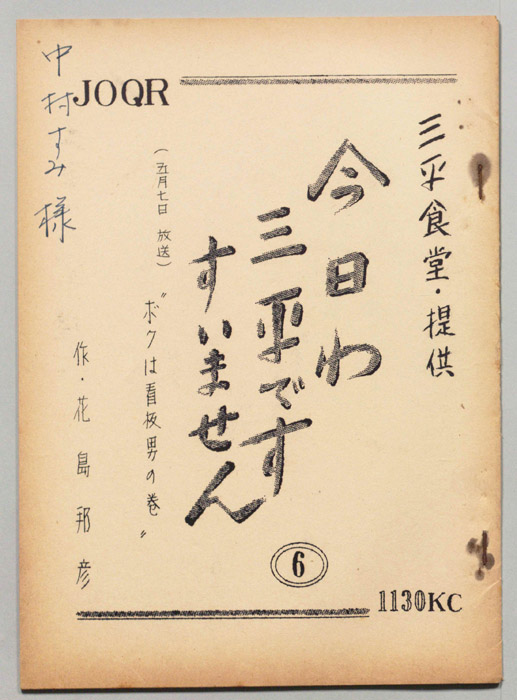 JOQR
三平食堂・提供
今日わ
三平です
すいません
(五月七日 放送)
〝ボクは看板男の巻〟
作・花島邦彦
中村すみ様
6
1130KC